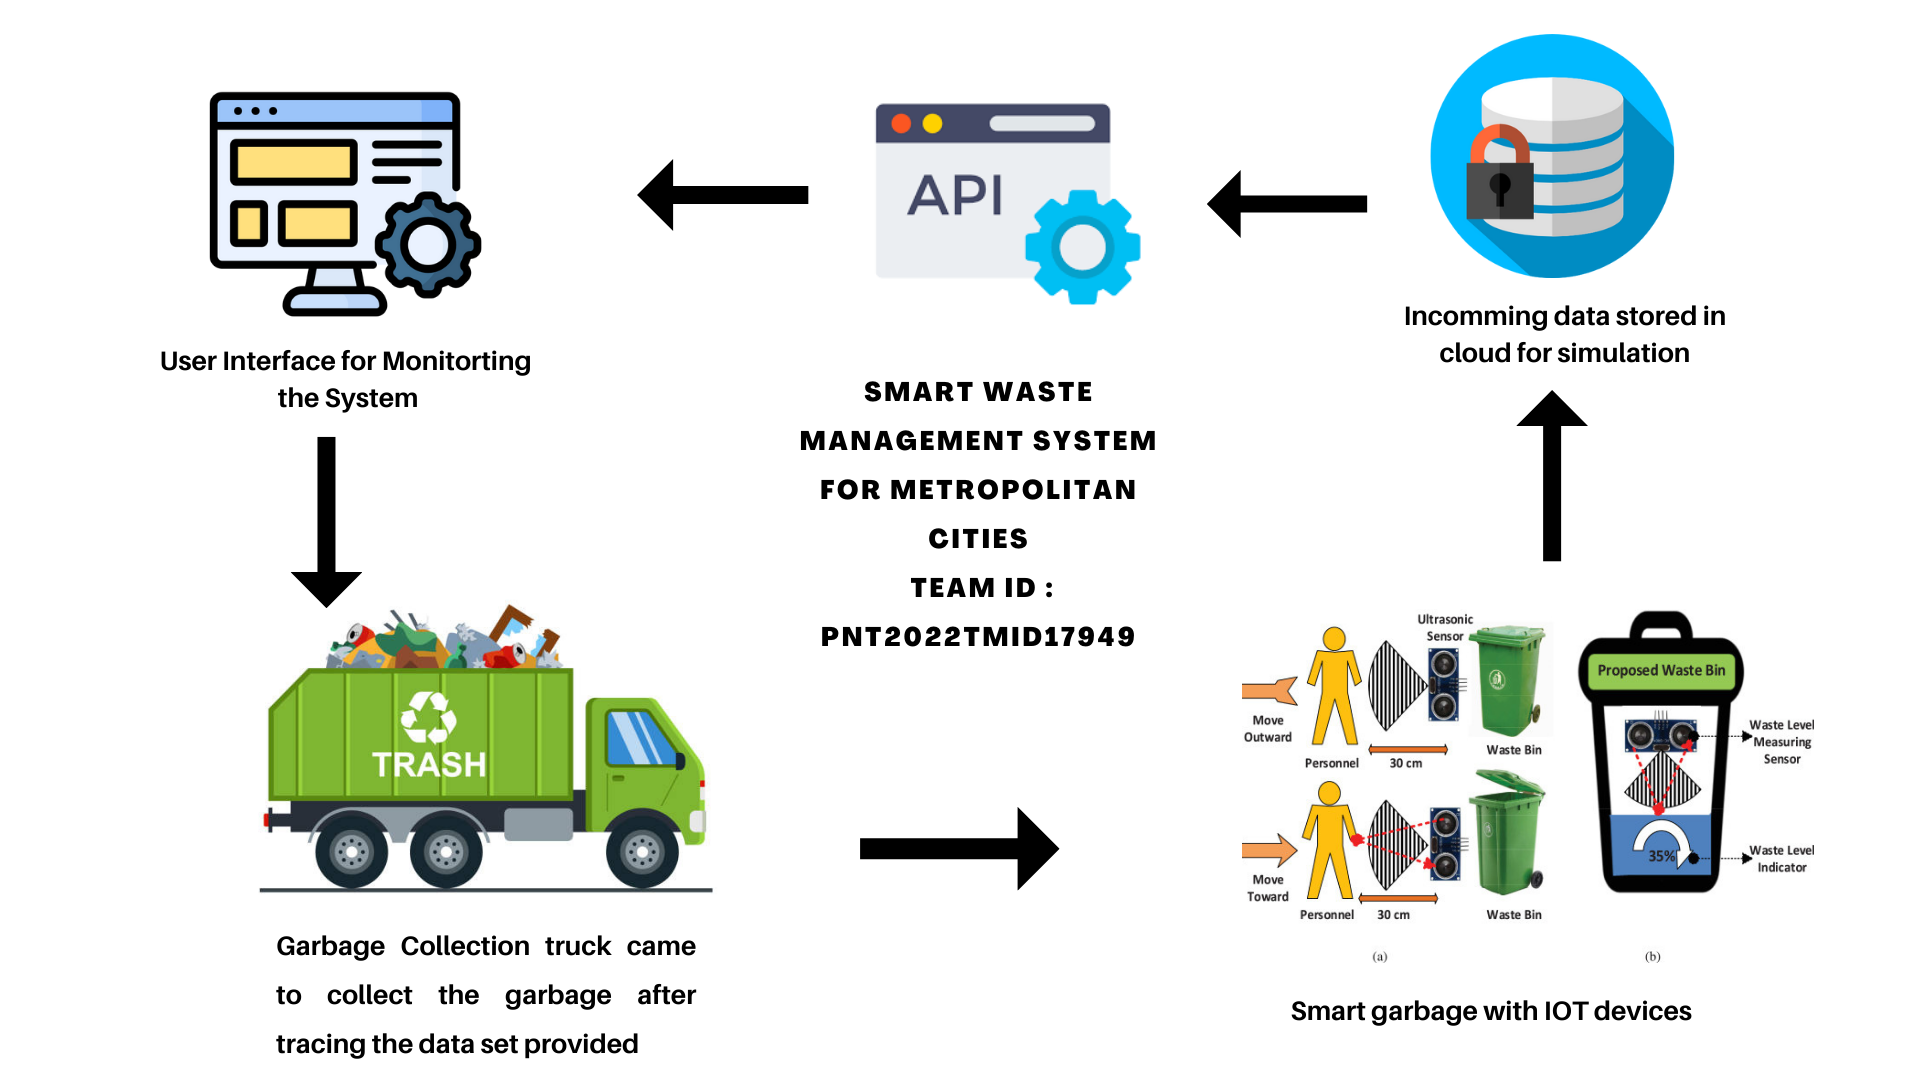 API
Incomming data stored in
cloud for simulation
User Interface for Monitorting
the System
SMART WASTE
MANAGEMENT SYSTEM
FOR METROPOLITAN
CITIES
TEAM ID :
PNT2022TMID17949
TRASH
Garbage Collection truck came
to collect the garbage after
tracing the data set provided
Ultrasonic
Sensor
Move
Outward
Personnel
30 cm
Waste Bin
Move
Toward
Personnel
30 cm
Waste Bin
(a)
Proposed Waste Bin
Waste Level
Measuring
Sensor
35%
Waste Level
Indicator
(b)
Smart garbage with IOT devices